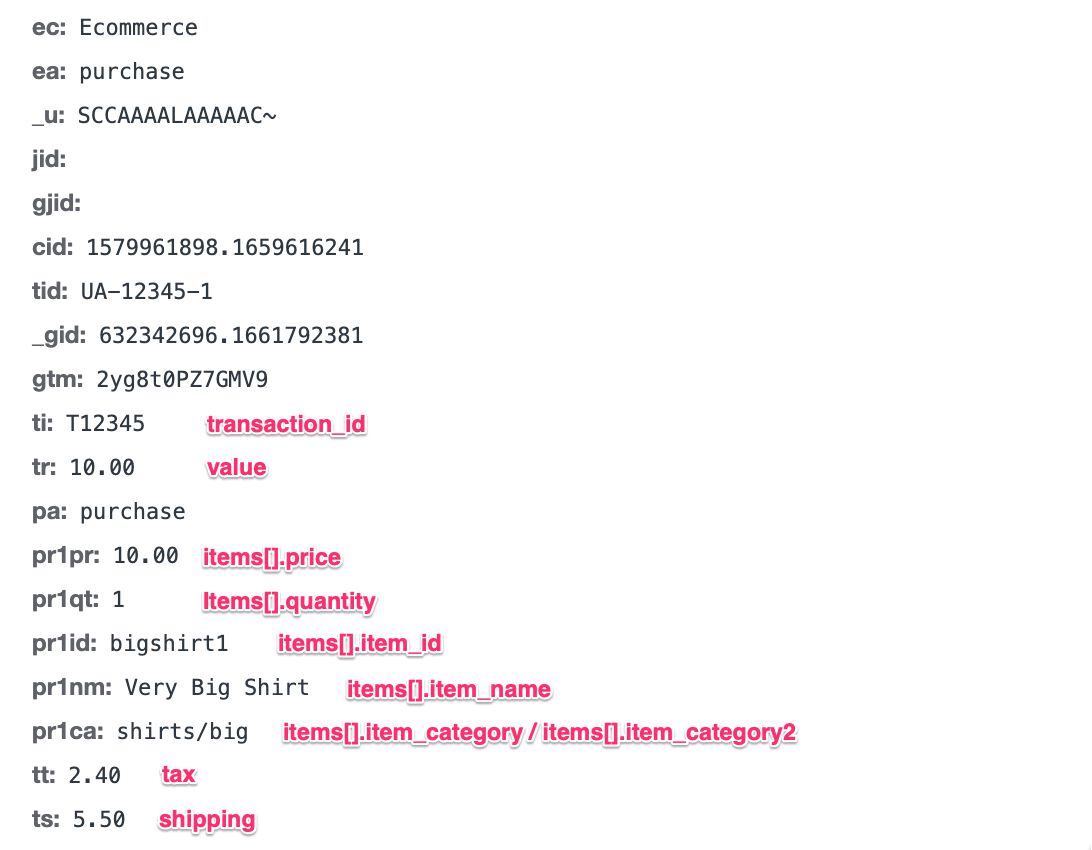 ec: Ecommerce
ea: purchase
_u: SCCAAAALAAAAAC~
jid:
gjid:
cid: 1579961898.1659616241
tid: UA-12345-1
_gid: 632342696.1661792381
gtm: 2yg8t0PZ7GMV9
ti: T12345 transaction_id
tr: 10.00 value
pa: purchase
pr1pr: 10.00 items[].price
pr1qt: 1 Items[].quantity
pr1id: bigshirt1 items[].item_id
pr1nm: Very Big Shirt items[].item_name
pr1ca: shirts/big items[].item_category / items[].item_category2
tt: 2.40 tax
ts: 5.50 shipping